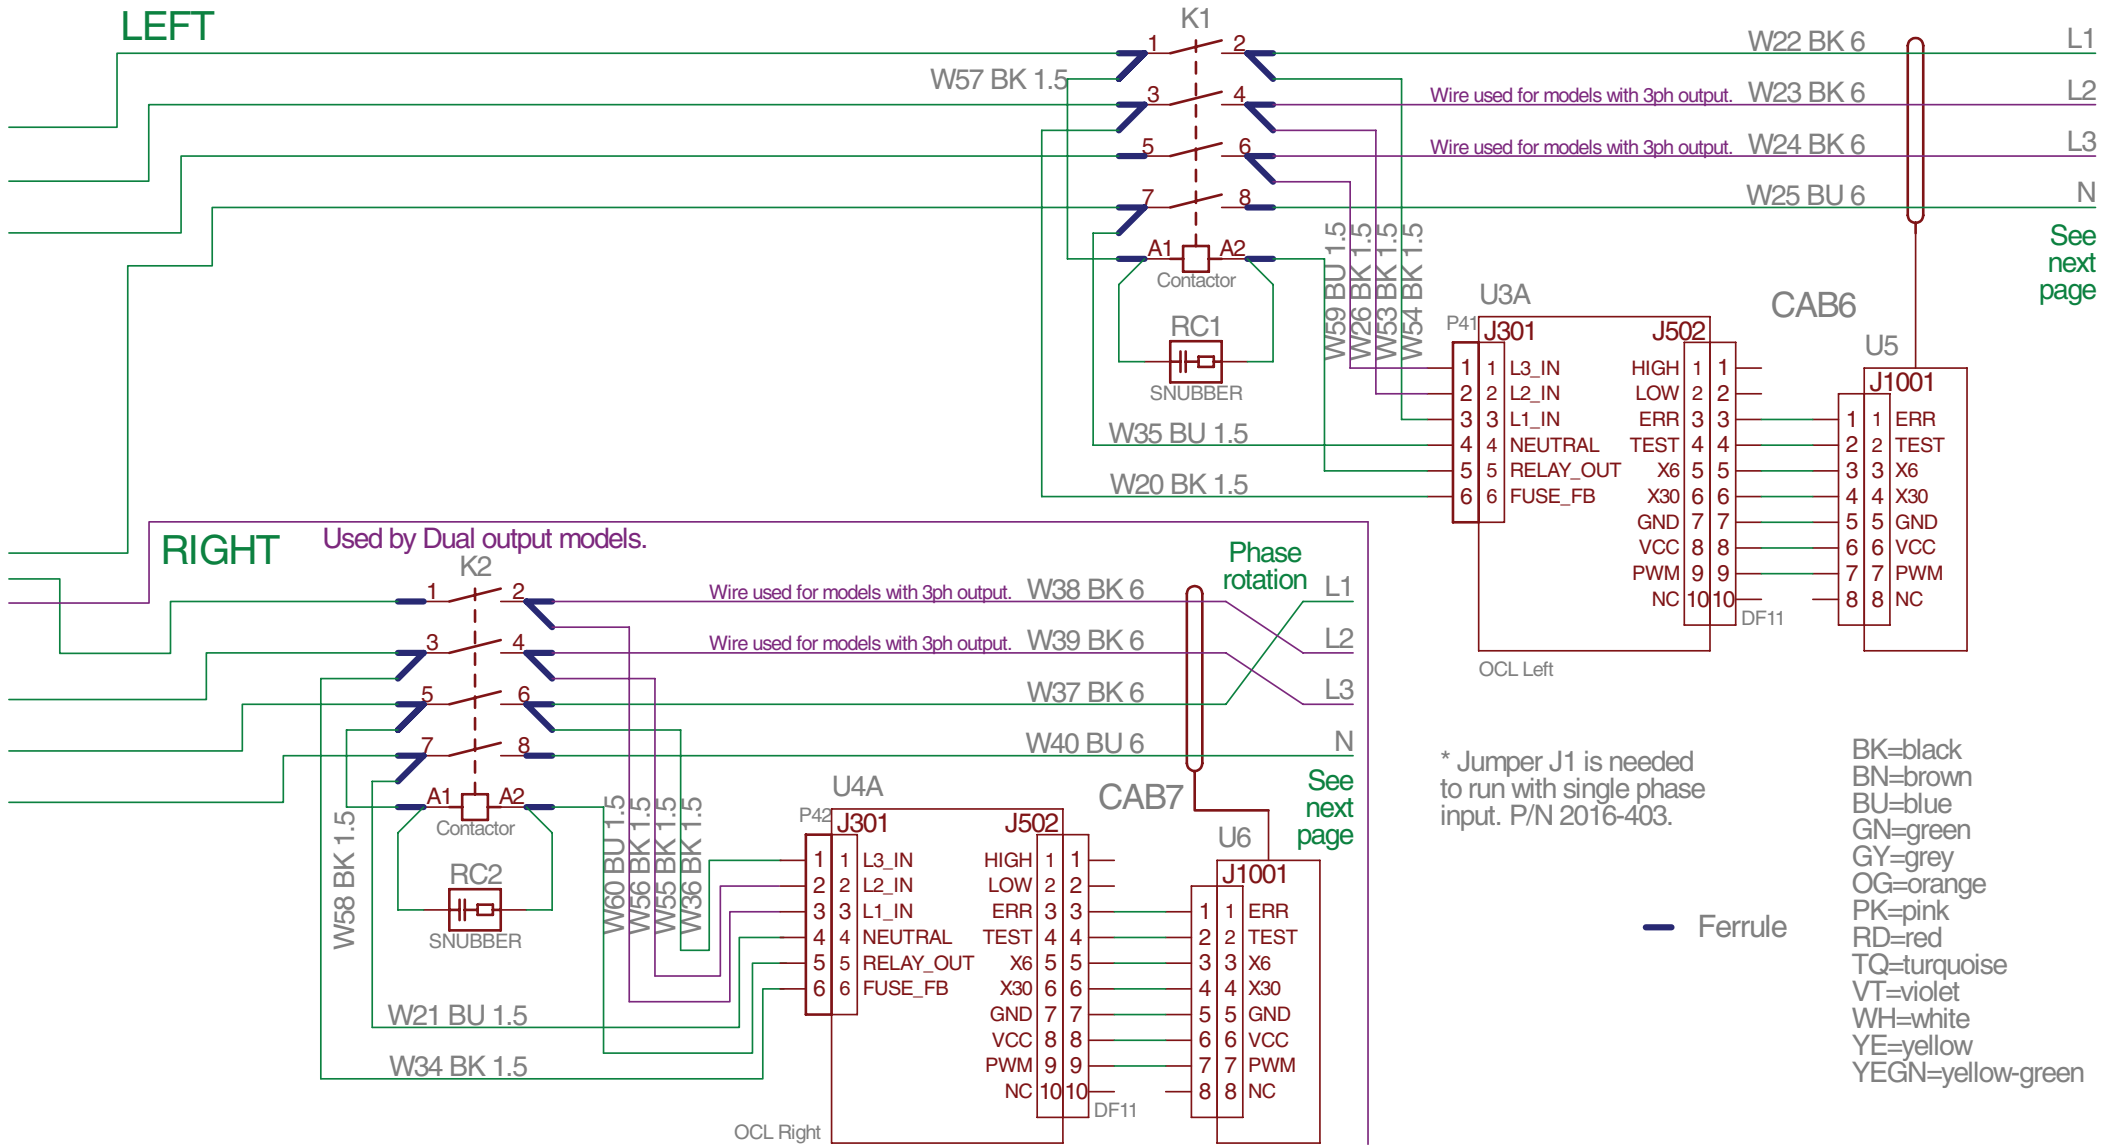 LEFT
K1
1 2
W22 BK 6 L1
W57 BK 1.5
3 4
Wire used for models with 3ph output. W23 BK 6 L2
5 6
Wire used for models with 3ph output. W24 BK 6 L3
7 8
W25 BU 6 N
See
next
page
A1 A2
Contactor
RC1
SNUBBER
W59 BU 1.5
W26 BK 1.5
W53 BK 1.5
W54 BK 1.5
W35 BU 1.5
W20 BK 1.5
U3A
P41
J301 J502
1 1 L3_IN HIGH 1 1
2 2 L2_IN LOW 2 2
3 3 L1_IN ERR 3 3
4 4 NEUTRAL TEST 4 4
5 5 RELAY_OUT X6 5 5
6 6 FUSE_FB X30 6 6
GND 7 7
VCC 8 8
PWM 9 9
NC 10 10
DF11
OCL Left
CAB6
U5
J1001
1 1 ERR
2 2 TEST
3 3 X6
4 4 X30
5 5 GND
6 6 VCC
7 7 PWM
8 8 NC
RIGHT
Used by Dual output models.
K2
Phase
rotation
1 2
Wire used for models with 3ph output. W38 BK 6 L1
3 4
Wire used for models with 3ph output. W39 BK 6 L2
5 6
W37 BK 6 L3
7 8
W40 BU 6 N
See
next
page
A1 A2
Contactor
RC2
SNUBBER
W58 BK 1.5
W60 BU 1.5
W56 BK 1.5
W55 BK 1.5
W36 BK 1.5
W21 BU 1.5
W34 BK 1.5
U4A
P42
J301 J502
1 1 L3_IN HIGH 1 1
2 2 L2_IN LOW 2 2
3 3 L1_IN ERR 3 3
4 4 NEUTRAL TEST 4 4
5 5 RELAY_OUT X6 5 5
6 6 FUSE_FB X30 6 6
GND 7 7
VCC 8 8
PWM 9 9
NC 10 10
DF11
OCL Right
CAB7
U6
J1001
1 1 ERR
2 2 TEST
3 3 X6
4 4 X30
5 5 GND
6 6 VCC
7 7 PWM
8 8 NC
* Jumper J1 is needed
to run with single phase
input. P/N 2016-403.
Ferrule
BK=black
BN=brown
BU=blue
GN=green
GY=grey
OG=orange
PK=pink
RD=red
TQ=turquoise
VT=violet
WH=white
YE=yellow
YEGN=yellow-green